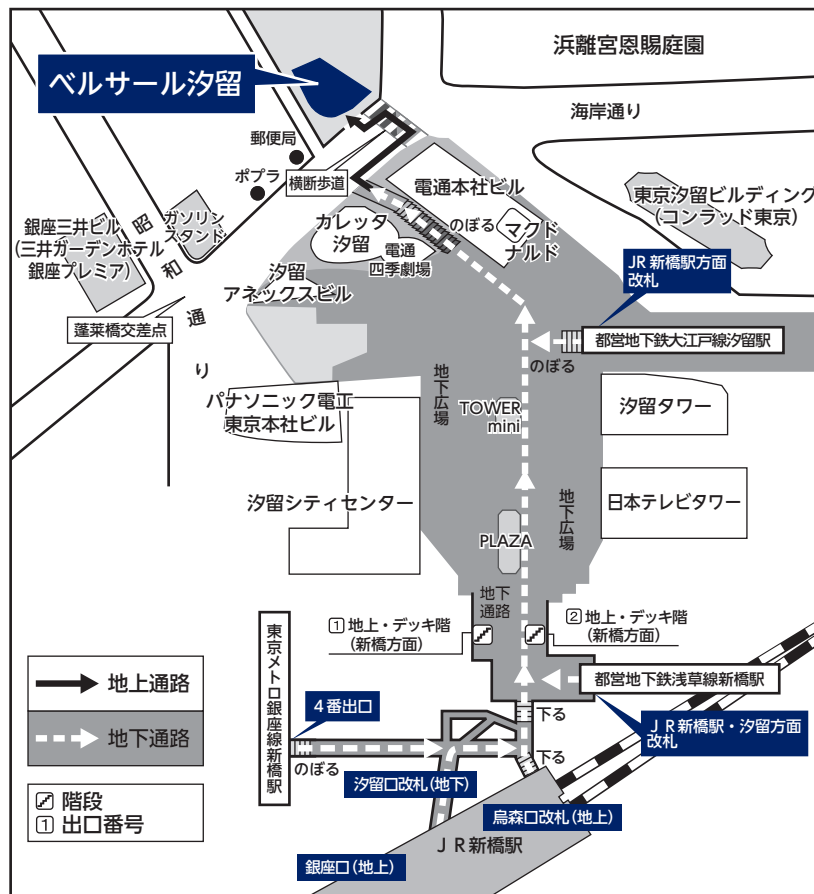 浜離宮恩賜庭園
ベルサール汐留
海岸通り
郵便局
ポプラ
横断歩道
電通本社ビル
のぼる
マクド
ナルド
東京汐留ビルディング
(コンラッド東京)
銀座三井ビル
(三井ガーデンホテル
銀座プレミア)
ガソリン
スタンド
カレッタ
汐留
電通
四季劇場
昭和通り
汐留
アネックスビル
JR新橋駅方面
改札
蓬莱橋交差点
都営地下鉄大江戸線汐留駅
のぼる
地下広場
パナソニック電工
東京本社ビル
TOWER
mini
汐留タワー
汐留シティセンター
地下広場
日本テレビタワー
PLAZA
地下
通路
1 地上・デッキ階
(新橋方面)
2 地上・デッキ階
(新橋方面)
東京メトロ銀座線新橋駅
地上通路
地下通路
4番出口
都営地下鉄浅草線新橋駅
下る
JR新橋駅・汐留方面
改札
のぼる
下る
汐留口改札(地下)
階段
1 出口番号
烏森口改札(地上)
JR新橋駅
銀座口(地上)